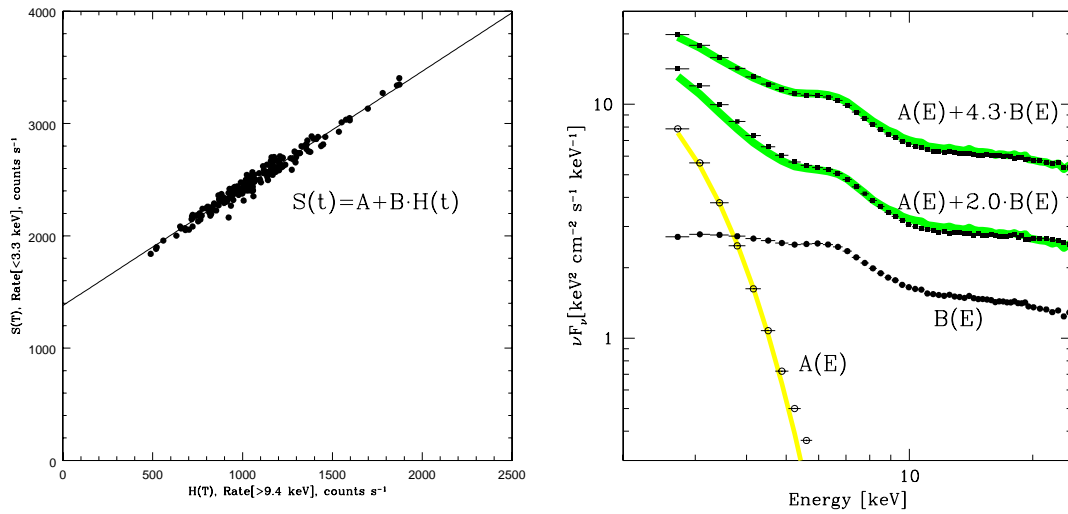 4000
3000
2000
1000
0
0
500
1000
1500
2000
2500
S(T), Rate[<3.3 keV], counts s⁻¹
H(T), Rate[>9.4 keV], counts s⁻¹
S(t)=A+B·H(t)
10
1
10
νFᵥ[keV² cm⁻² s⁻¹ keV⁻¹]
Energy [keV]
A(E)+4.3·B(E)
A(E)+2.0·B(E)
B(E)
A(E)